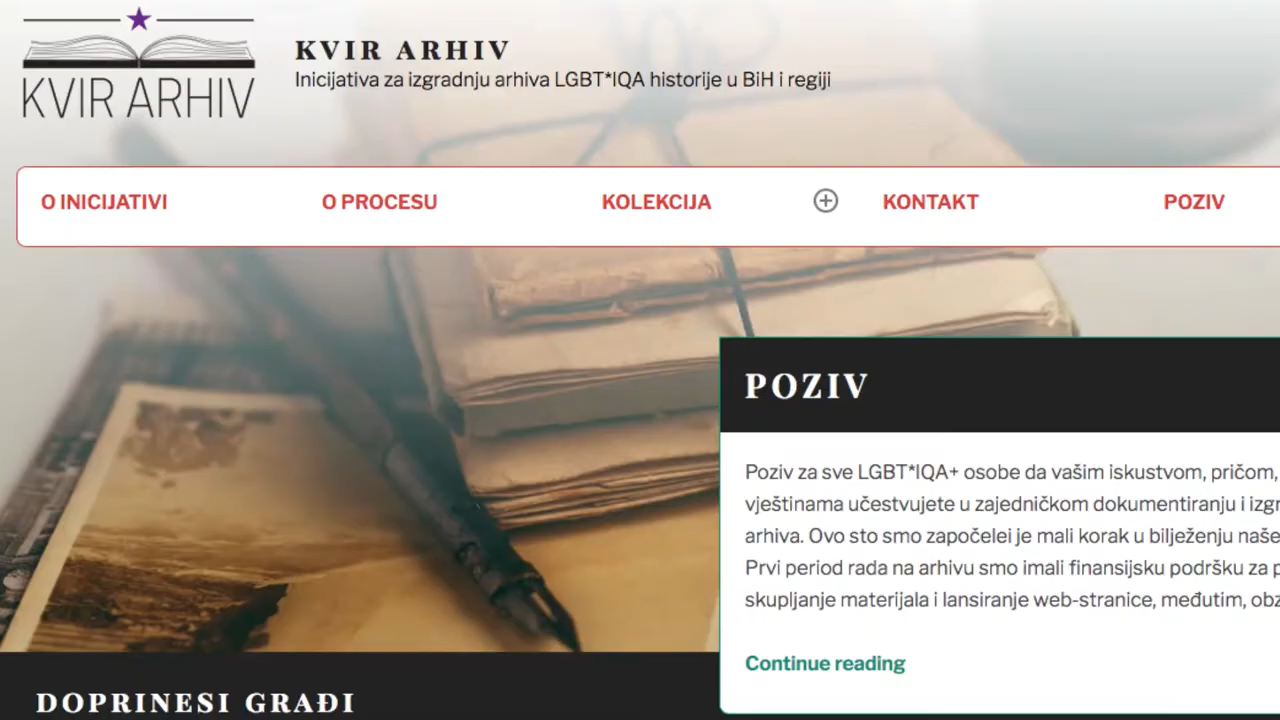 KVIR ARHIV
KVIR ARHIV
Inicijativa za izgradnju arhiva LGBT*IQA historije u BiH i regiji
O INICIJATIVI
O PROCESU
KOLEKCIJA
KONTAKT
POZIV
POZIV
Poziv za sve LGBT*IQA+ osobe da vašim iskustvom, pričom,
vještinama učestvujete u zajedničkom dokumentiranju i izgr
arhiva. Ovo sto smo započelei je mali korak u bilježenju naše
Prvi period rada na arhivu smo imali finansijsku podršku za p
skupljanje materijala i lansiranje web-stranice, međutim, obz
Continue reading
DOPRINESI GRAĐI